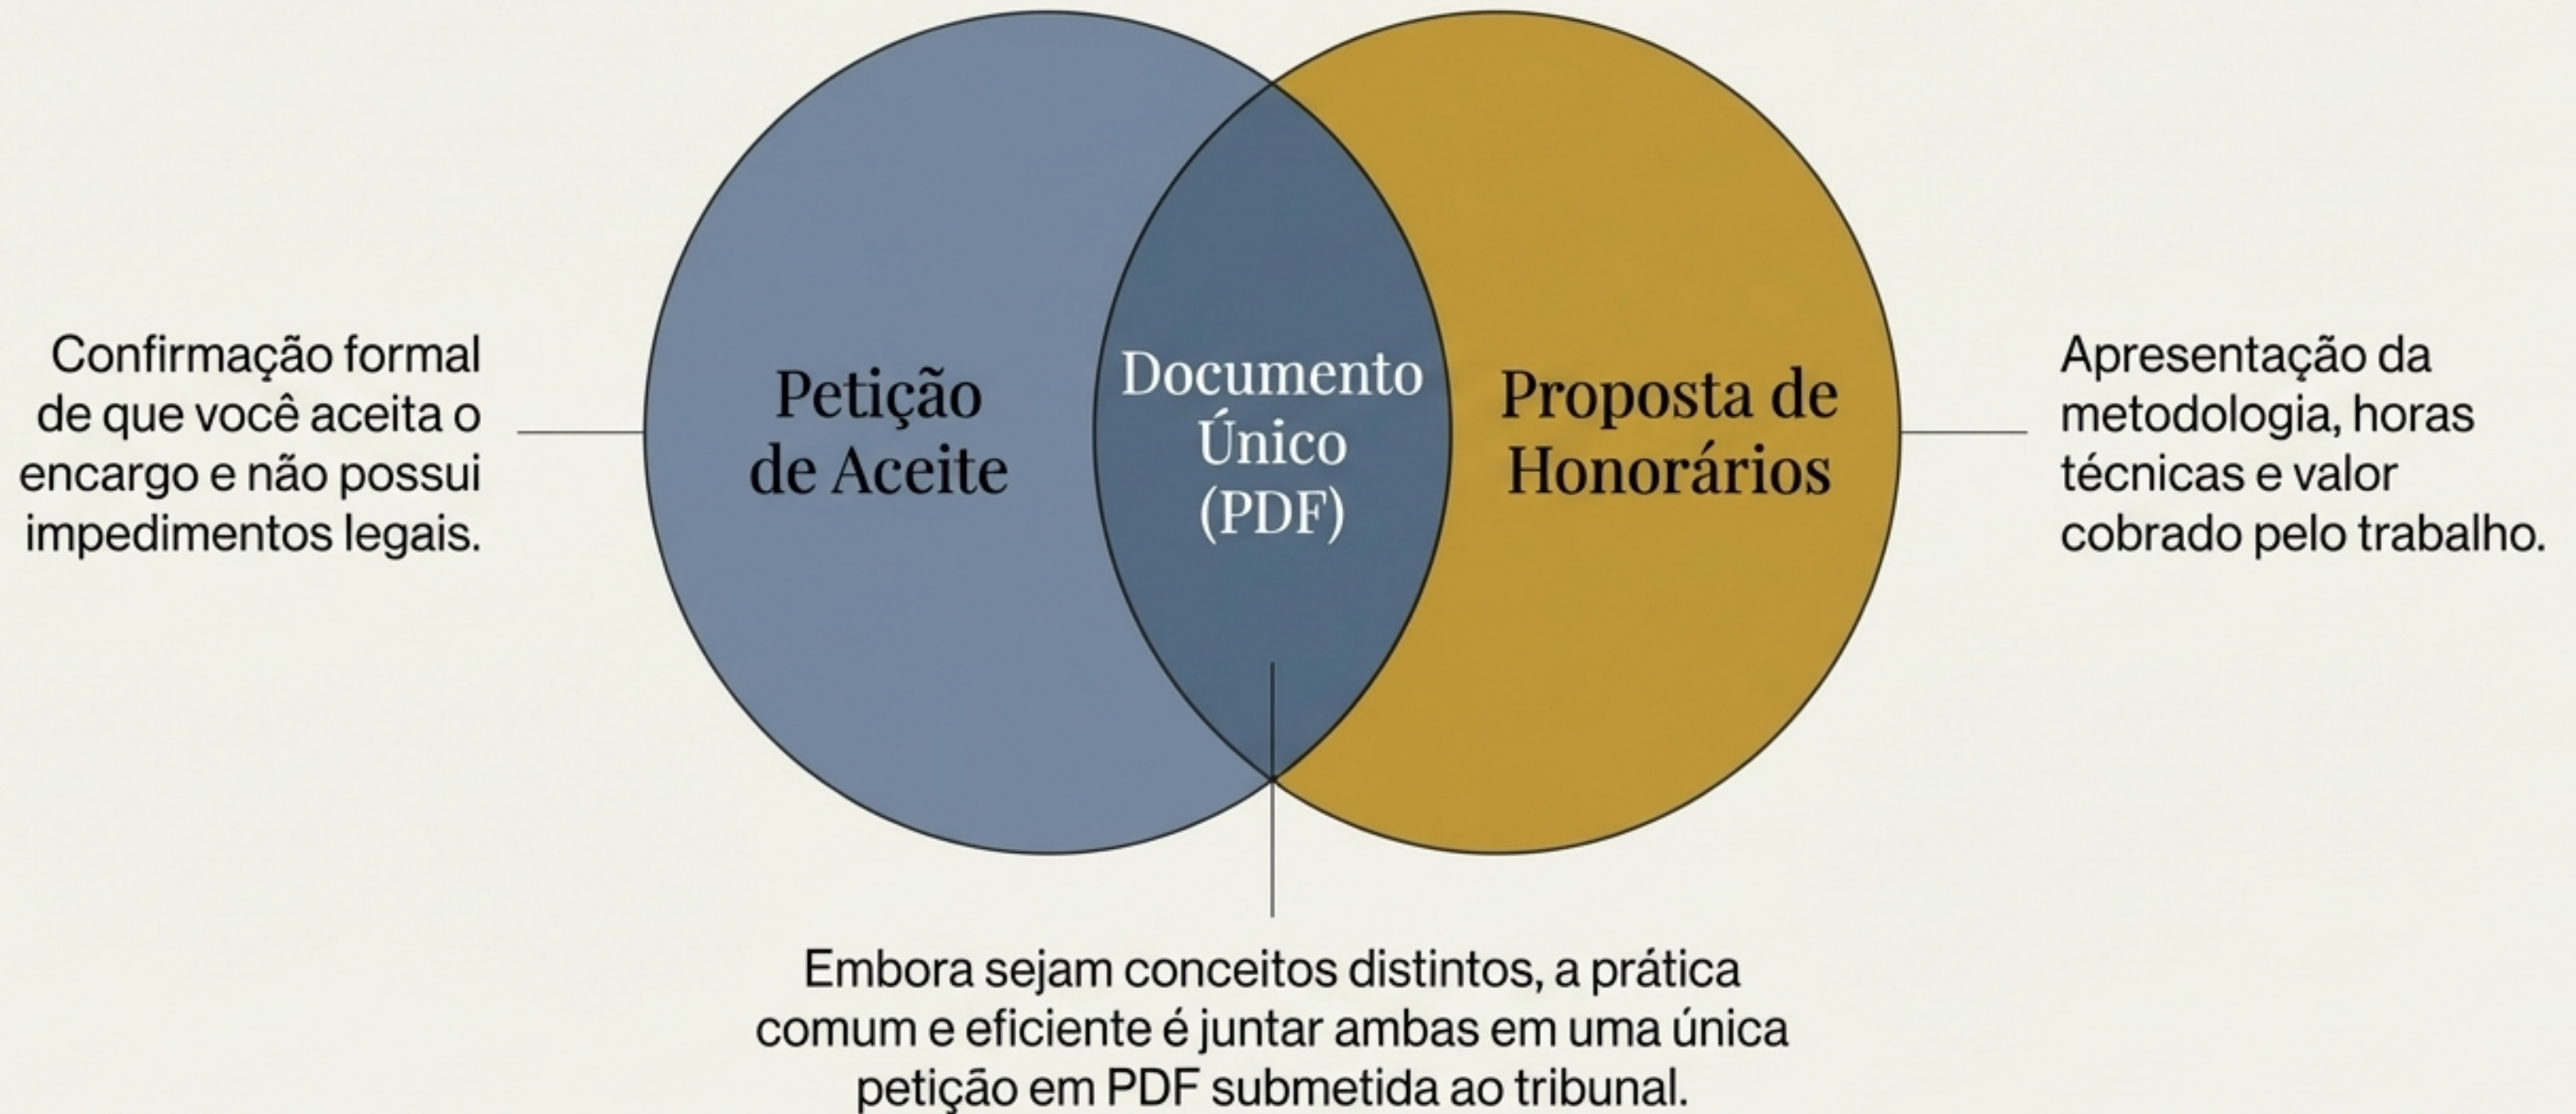 Confirmação formal
de que você aceita o
encargo e não possui
impedimentos legais.
Petição
de Aceite
Documento
Único
(PDF)
Proposta de
Honorários
Apresentação da
metodologia, horas
técnicas e valor
cobrado pelo trabalho.
Embora sejam conceitos distintos, a prática
comum e eficiente é juntar ambas em uma única
petição em PDF submetida ao tribunal.